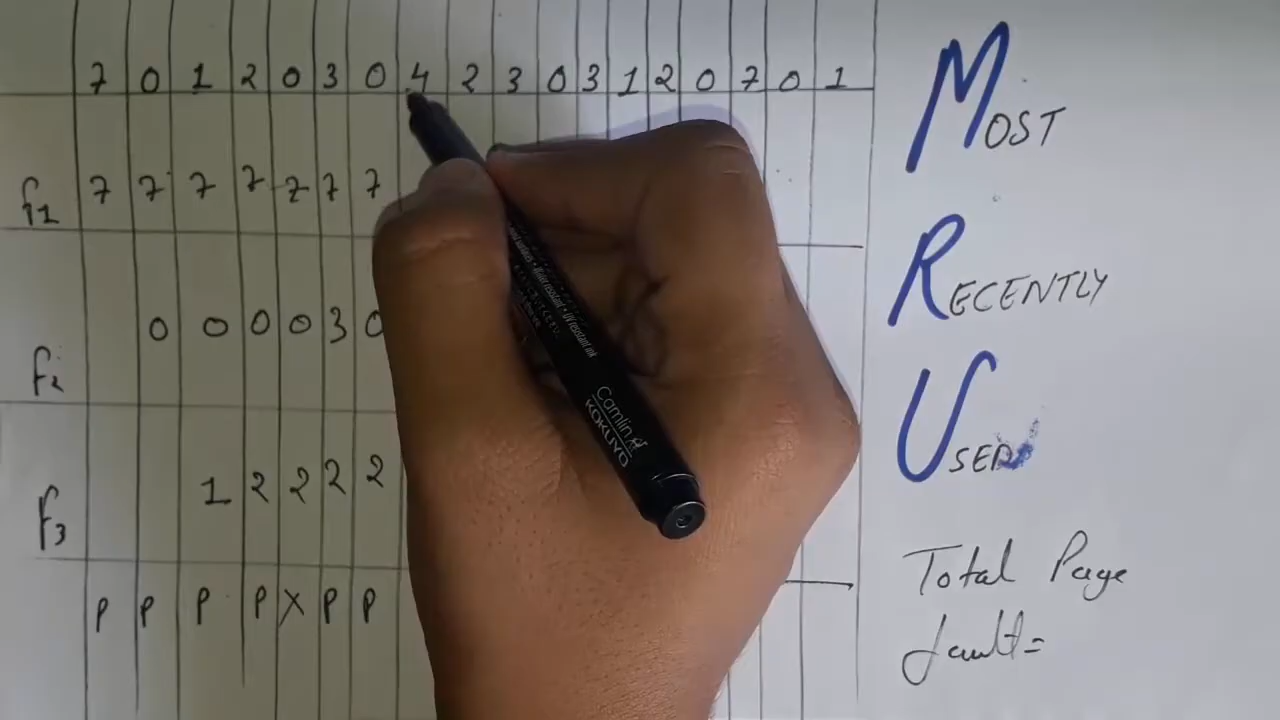 7 0 1 2 0 3 0 4 2 3 0 3 1 2 0 7 0 1
f1 7 7 7 7 7 7 7
f2 0 0 0 0 3 0
f3 1 2 2 2 2
P P P P X P P
MOST
RECENTLY
USED
Total Page
fault=
Camlin
KOKUYO